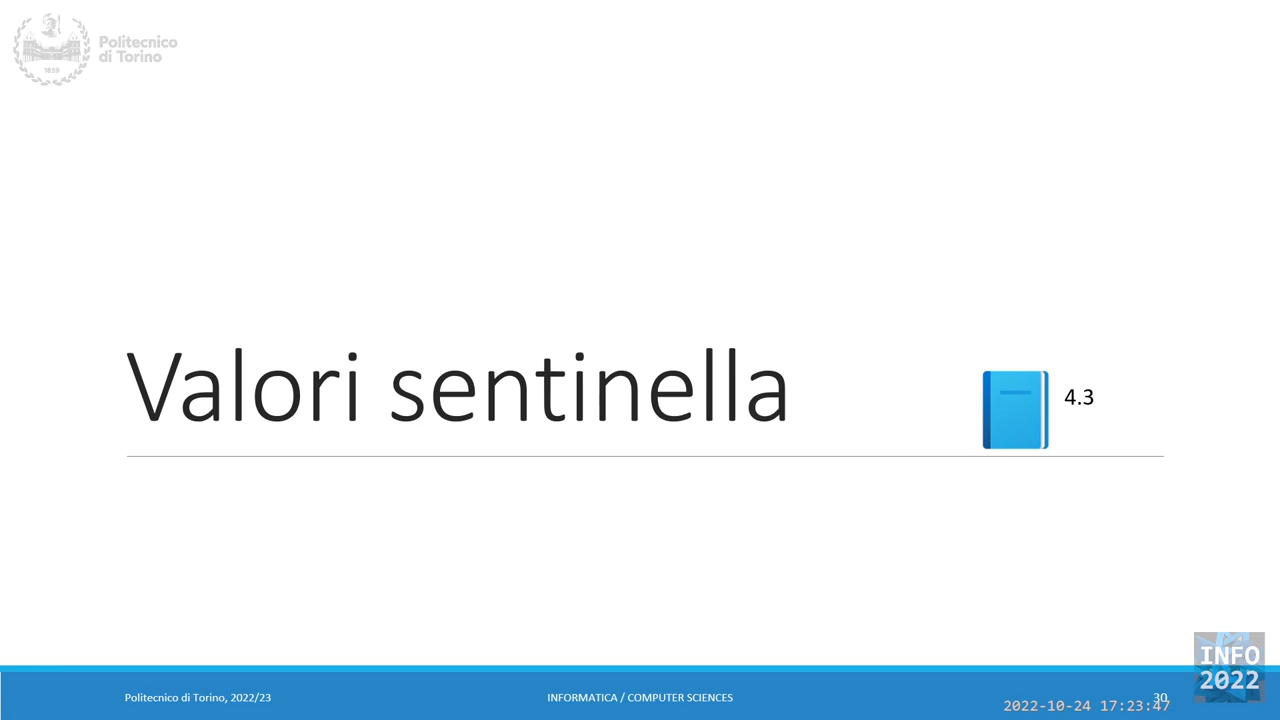 Politecnico
di Torino
1859
Valori sentinella
4.3
INFO
2022
Politecnico di Torino, 2022/23
INFORMATICA / COMPUTER SCIENCES
30
2022-10-24 17:23:47